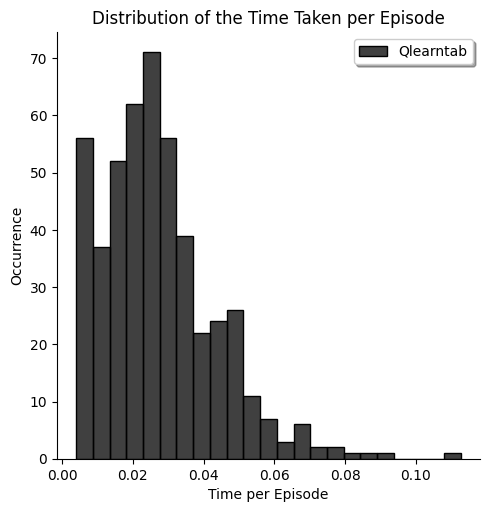 Distribution of the Time Taken per Episode
Qlearntab
70
60
50
40
30
20
10
0
Occurrence
0.00 0.02 0.04 0.06 0.08 0.10
Time per Episode